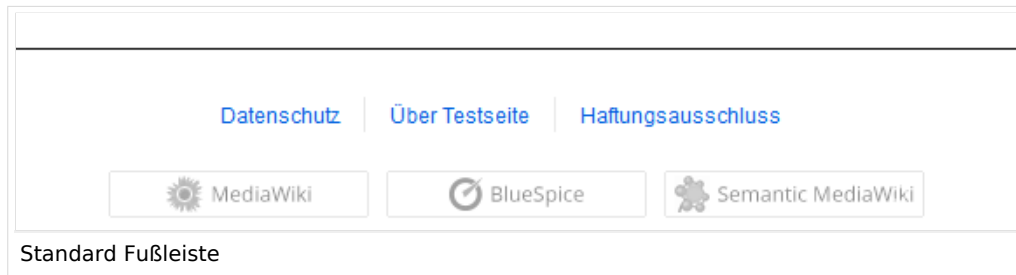 Datenschutz Über Testseite Haftungsausschluss
MediaWiki BlueSpice Semantic MediaWiki
Standard Fußleiste